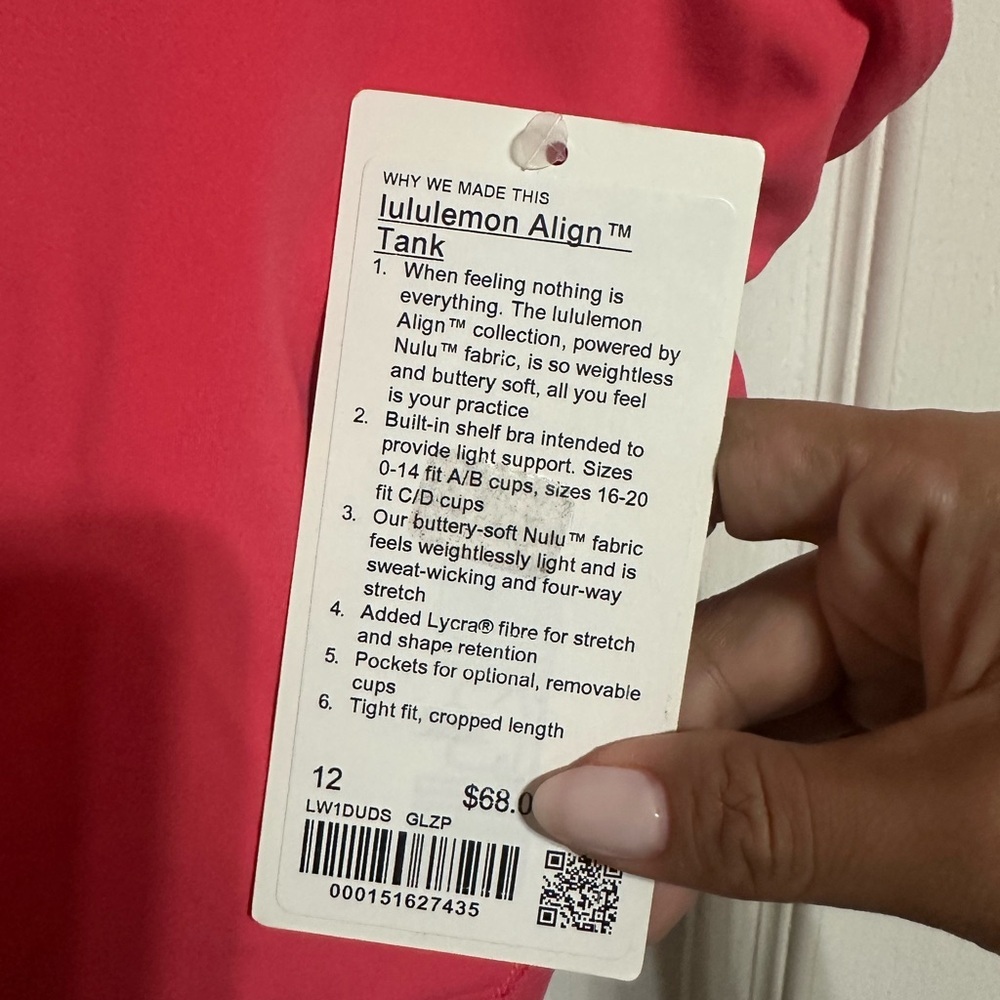 WHY WE MADE THIS
lululemon Align™
Tank
1. When feeling nothing is
everything. The lululemon
Align™ collection, powered by
Nulu™ fabric, is so weightless
and buttery soft, all you feel
is your practice
2. Built-in shelf bra intended to
provide light support. Sizes
0-14 fit A/B cups, sizes 16-20
fit C/D cups
3. Our buttery-soft Nulu™ fabric
feels weightlessly light and is
sweat-wicking and four-way
stretch
4. Added Lycra® fibre for stretch
and shape retention
5. Pockets for optional, removable
cups
6. Tight fit, cropped length
12 $68.0
LW1DUDS GLZP
000151627435